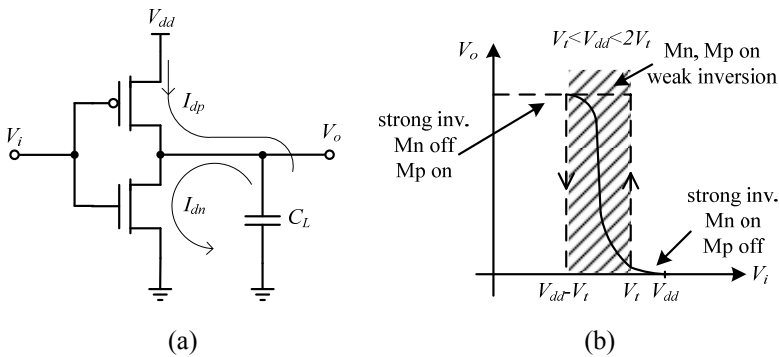 V_dd
I_dp
V_i
V_o
I_dn
C_L
(a)
V_o
V_t<V_dd<2V_t
Mn, Mp on
weak inversion
strong inv.
Mn off
Mp on
strong inv.
Mn on
Mp off
V_dd-V_t
V_t
V_dd
V_i
(b)